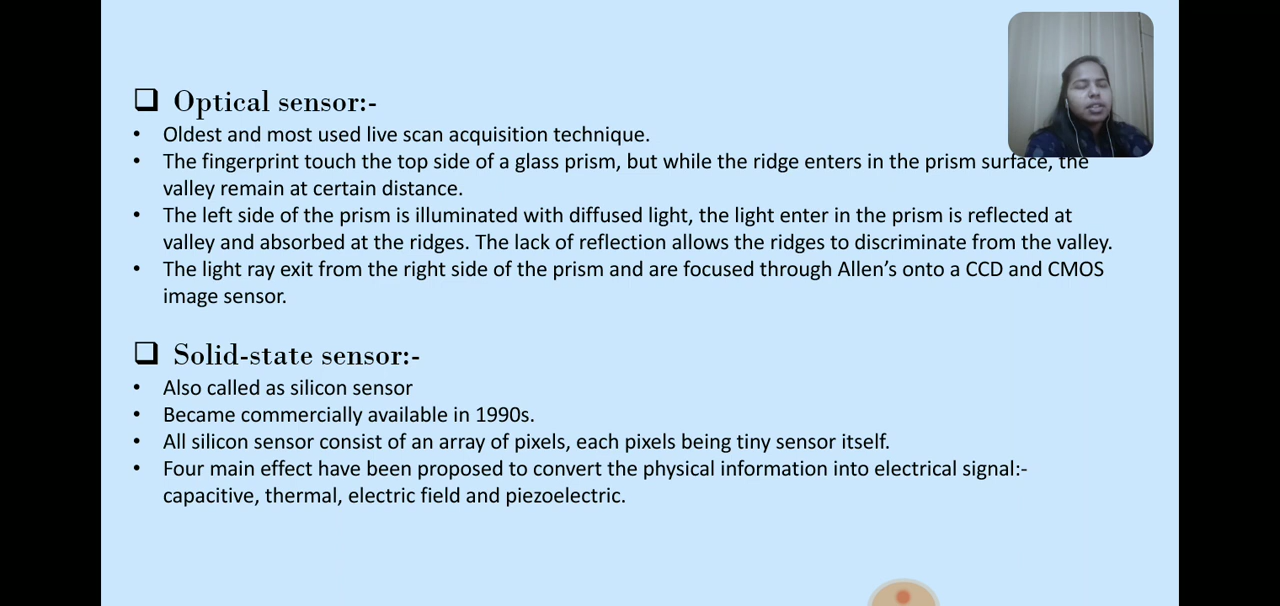 Optical sensor:-
• Oldest and most used live scan acquisition technique.
• The fingerprint touch the top side of a glass prism, but while the ridge enters in the prism surface, the
valley remain at certain distance.
• The left side of the prism is illuminated with diffused light, the light enter in the prism is reflected at
valley and absorbed at the ridges. The lack of reflection allows the ridges to discriminate from the valley.
• The light ray exit from the right side of the prism and are focused through Allen’s onto a CCD and CMOS
image sensor.
Solid-state sensor:-
• Also called as silicon sensor
• Became commercially available in 1990s.
• All silicon sensor consist of an array of pixels, each pixels being tiny sensor itself.
• Four main effect have been proposed to convert the physical information into electrical signal:-
capacitive, thermal, electric field and piezoelectric.